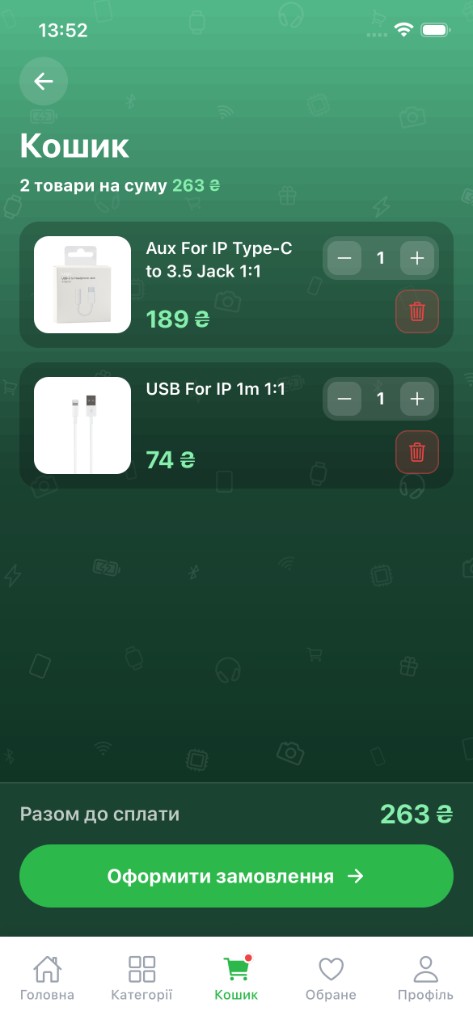 13:52
Кошик
2 товари на суму 263 ₴
Aux For IP Type-C
to 3.5 Jack 1:1
1
189 ₴
USB For IP 1m 1:1
1
74 ₴
Разом до сплати
263 ₴
Оформити замовлення →
Головна
Категорії
Кошик
Обране
Профіль